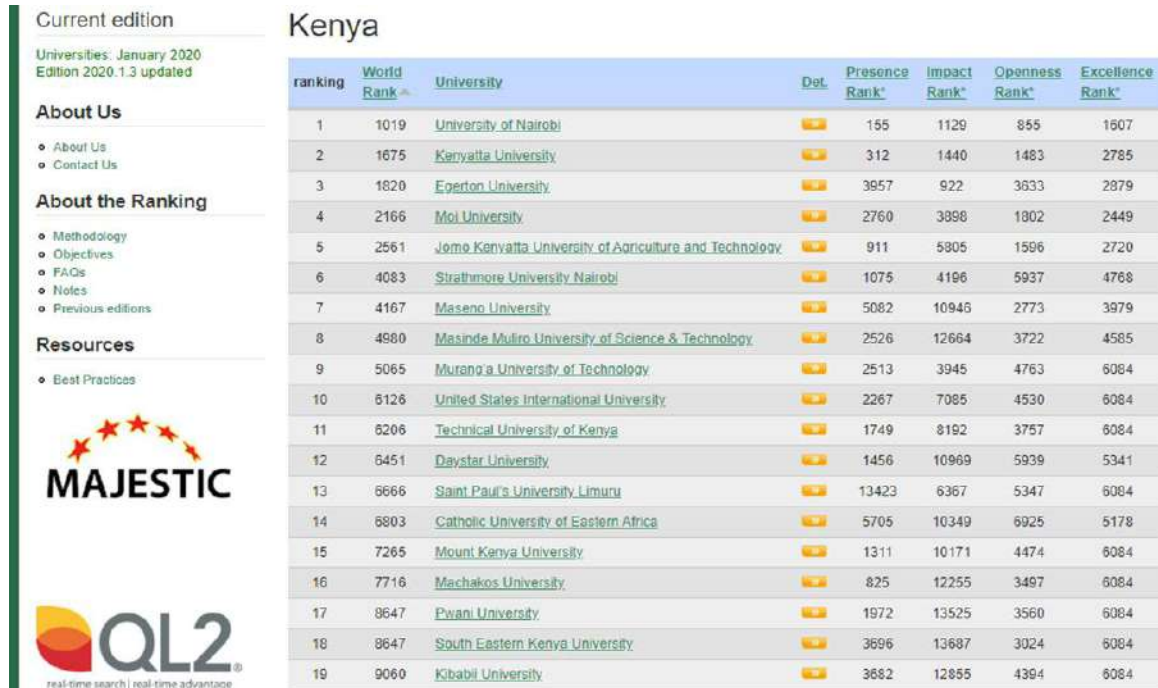 Current edition
Universities: January 2020
Edition 2020.1.3 updated
About Us
About Us
Contact Us
About the Ranking
Methodology
Objectives
FAQs
Notes
Previous editions
Resources
Best Practices
MAJESTIC
QL2®
real-time search | real-time advantage
Kenya
ranking World Rank University Det. Presence Rank* Impact Rank* Openness Rank* Excellence Rank*
1 1019 University of Nairobi 155 1129 855 1607
2 1675 Kenyatta University 312 1440 1483 2785
3 1820 Egerton University 3957 922 3633 2879
4 2166 Moi University 2760 3898 1802 2449
5 2561 Jomo Kenyatta University of Agriculture and Technology 911 5805 1596 2720
6 4083 Strathmore University Nairobi 1075 4196 5937 4768
7 4167 Maseno University 5082 10946 2773 3979
8 4980 Masinde Muliro University of Science & Technology 2526 12664 3722 4585
9 5065 Murang'a University of Technology 2513 3945 4763 6084
10 6126 United States International University 2267 7085 4530 6084
11 6206 Technical University of Kenya 1749 8192 3757 6084
12 6451 Daystar University 1456 10969 5939 5341
13 6666 Saint Paul's University Limuru 13423 6367 5347 6084
14 6803 Catholic University of Eastern Africa 5705 10349 6925 5178
15 7265 Mount Kenya University 1311 10171 4474 6084
16 7716 Machakos University 825 12255 3497 6084
17 8647 Pwani University 1972 13525 3560 6084
18 8647 South Eastern Kenya University 3696 13687 3024 6084
19 9060 Kibabii University 3682 12855 4394 6084